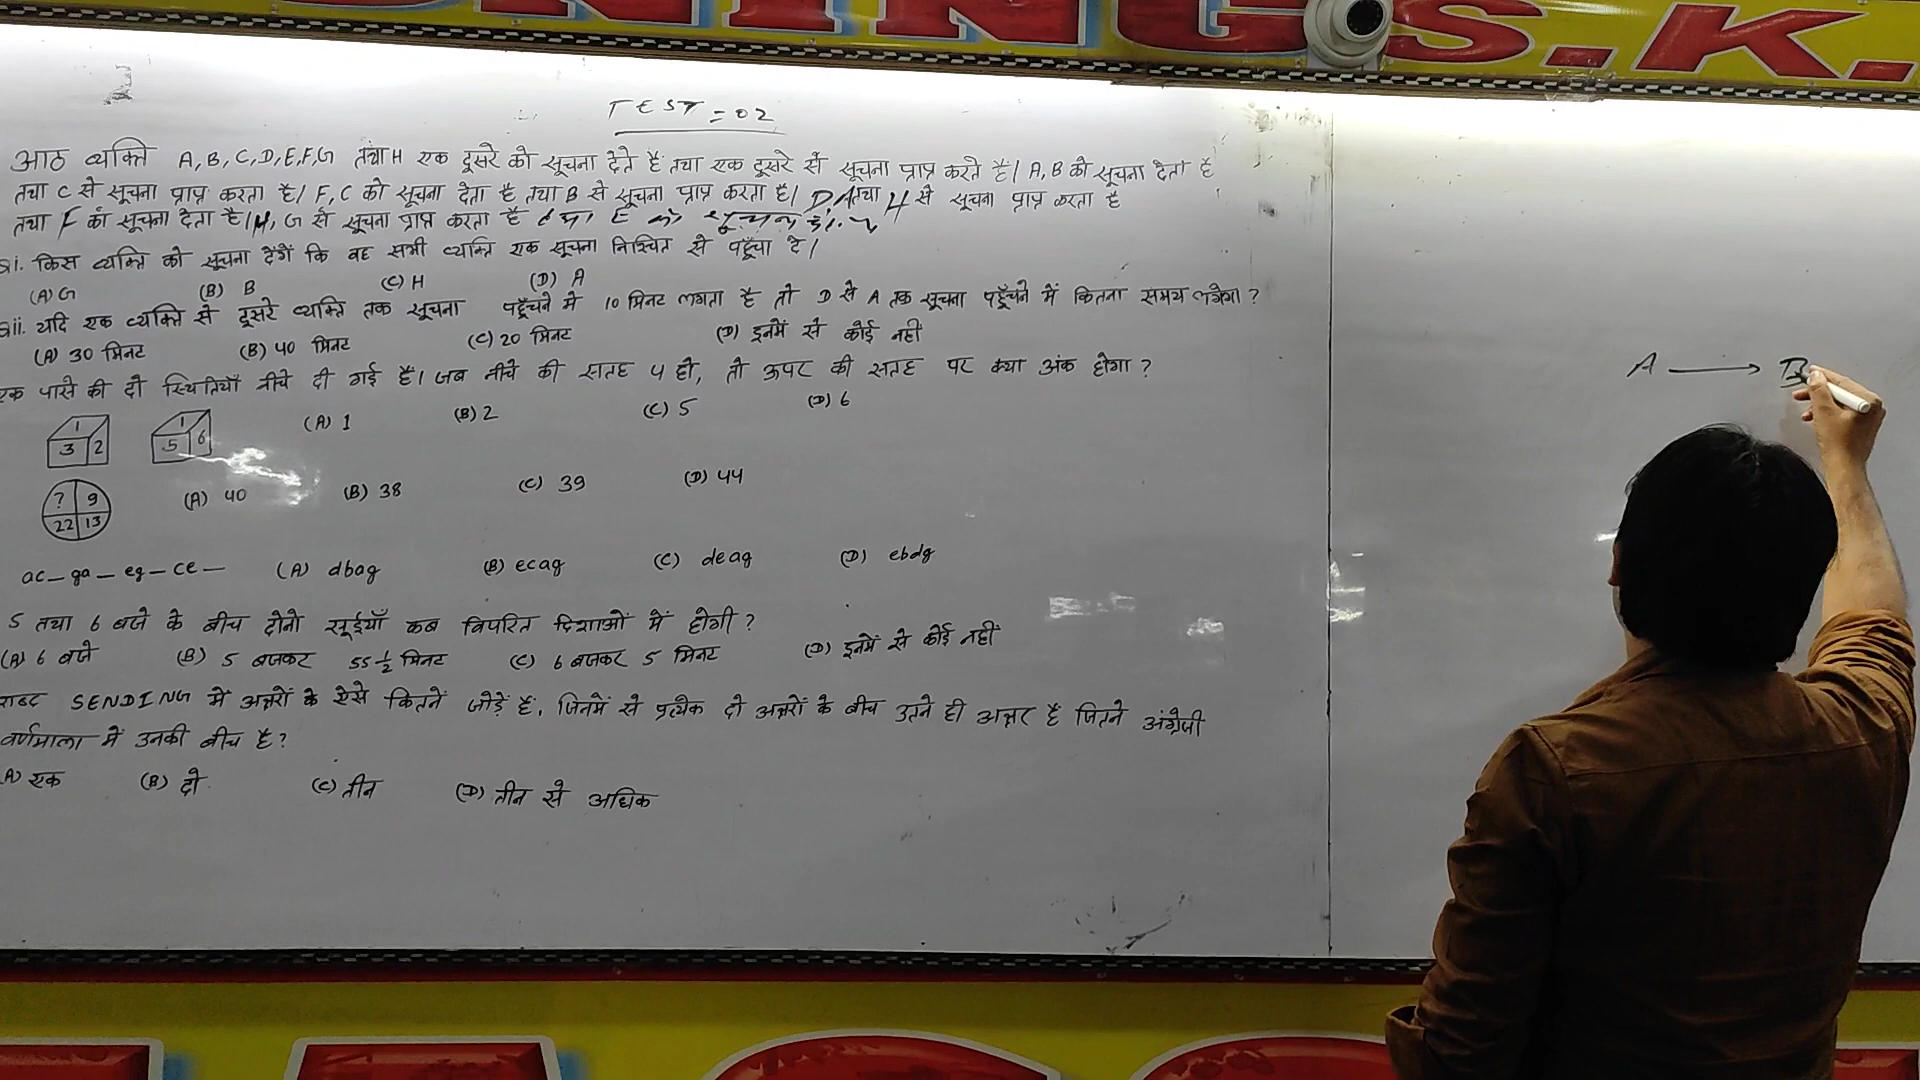 NING S.K.
TEST = 02
आठ व्यक्ति A, B, C, D, E, F, G तथा H एक दूसरे को सूचना देते हैं तथा एक दूसरे से सूचना प्राप्त करते हैं। A, B को सूचना देता है
तथा C से सूचना प्राप्त करता है। F, C को सूचना देता है तथा B से सूचना प्राप्त करता है। D, A तथा H से सूचना प्राप्त करता है
तथा F को सूचना देता है। H, G से सूचना प्राप्त करता है तथा E को
i. किस व्यक्ति को सूचना देंगें कि वह सभी व्यक्ति एक सूचना निश्चित से पहुँचा दे।
(A) G (B) B (C) H (D) A
ii. यदि एक व्यक्ति से दूसरे व्यक्ति तक सूचना पहुँचने में 10 मिनट लगता है तो D से A तक सूचना पहुँचने में कितना समय लगेगा?
(A) 30 मिनट (B) 40 मिनट (C) 20 मिनट (D) इनमें से कोई नहीं
एक पासे की दो स्थितियाँ नीचे दी गई है। जब नीचे की सतह 4 हो, तो ऊपर की सतह पर क्या अंक होगा?
1 3 2 1 5 6 (A) 1 (B) 2 (C) 5 (D) 6
? 9 (A) 40 (B) 38 (C) 39 (D) 44
22 13
ac_ga_eg_ce_ (A) dbag (B) ecag (C) deag (D) ebdg
5 तथा 6 बजे के बीच दोनो सूईयाँ कब विपरित दिशाओं में होगी?
(A) 6 बजे (B) 5 बजकर 55 1/2 मिनट (C) 6 बजकर 5 मिनट (D) इनमें से कोई नहीं
शब्द SENDING में अक्षरों के ऐसे कितनें जोड़ें हैं, जिनमें से प्रत्येक दो अक्षरों के बीच उतने ही अक्षर है जितने अंग्रेजी
वर्णमाला में उनकी बीच है?
(A) एक (B) दो (C) तीन (D) तीन से अधिक
A ⟶ B